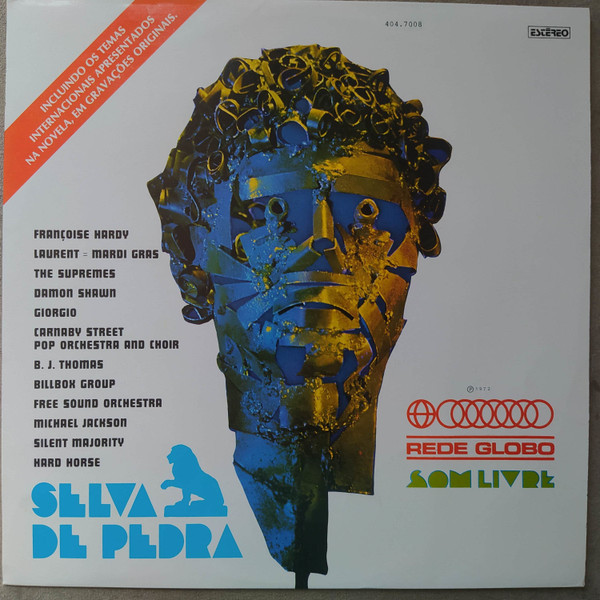 INCLUINDO OS TEMAS
INTERNACIONAIS APRESENTADOS
NA NOVELA, EM GRAVAÇÕES ORIGINAIS.
404.7008
ESTÉREO
FRANÇOISE HARDY
LAURENT = MARDI GRAS
THE SUPREMES
DAMON SHAWN
GIORGIO
CARNABY STREET
POP ORCHESTRA AND CHOIR
B. J. THOMAS
BILLBOX GROUP
FREE SOUND ORCHESTRA
MICHAEL JACKSON
SILENT MAJORITY
HARD HORSE
SELVA
DE PEDRA
℗ 1972
REDE GLOBO
SOM LIVRE